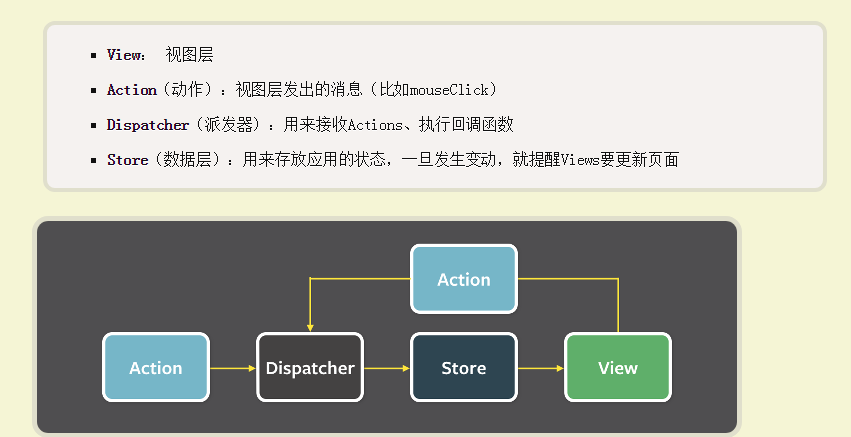 View： 视图层
Action（动作）：视图层发出的消息（比如mouseClick）
Dispatcher（派发器）：用来接收Actions、执行回调函数
Store（数据层）：用来存放应用的状态，一旦发生变动，就提醒Views要更新页面
Action
Action
Dispatcher
Store
View